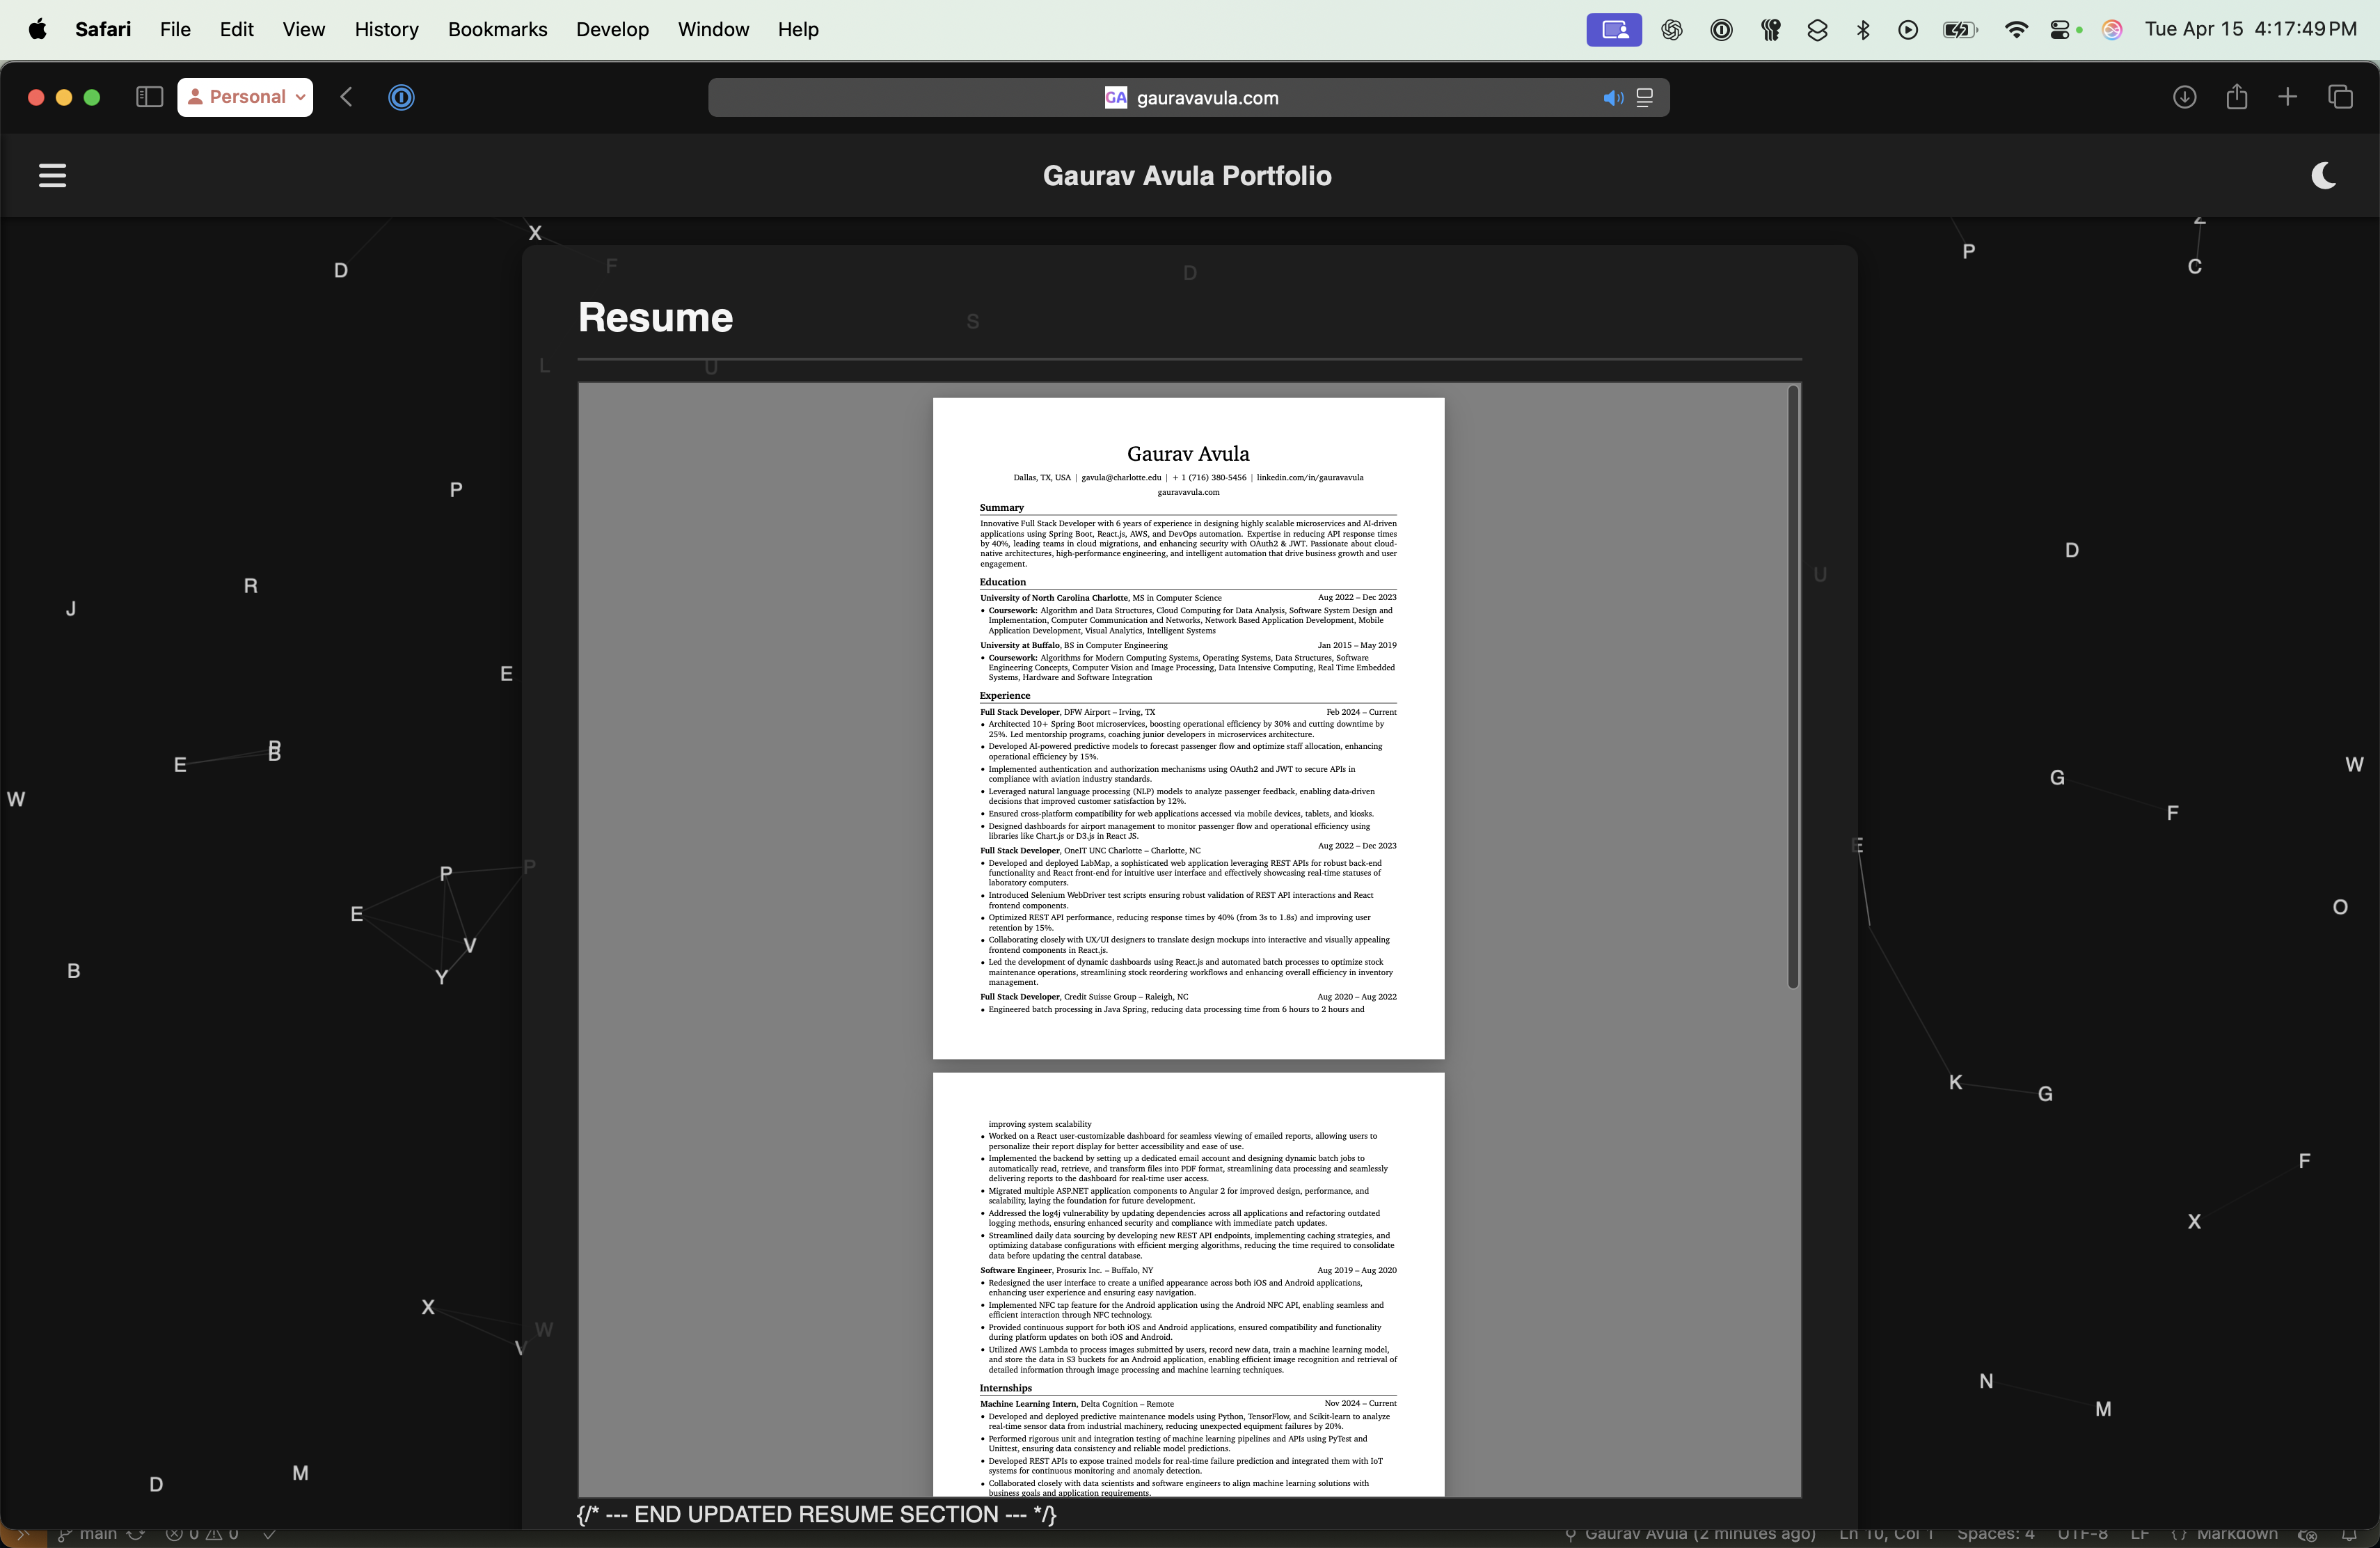 Safari File Edit View History Bookmarks Develop Window Help Tue Apr 15 4:17:49 PM
Personal gauravavula.com
Gaurav Avula Portfolio
Z
X
P
F
D
D
C
Resume
S
L
U
Gaurav Avula
Dallas, TX, USA | gavula@charlotte.edu | + 1 (716) 380-5456 | linkedin.com/in/gauravavula
gauravavula.com
Summary
Innovative Full Stack Developer with 6 years of experience in designing highly scalable microservices and AI-driven
applications using Spring Boot, React.js, AWS, and DevOps automation. Expertise in reducing API response times
by 40%, leading teams in cloud migrations, and enhancing security with OAuth2 & JWT. Passionate about cloud-
native architectures, high-performance engineering, and intelligent automation that drive business growth and user
engagement.
Education
University of North Carolina Charlotte, MS in Computer Science Aug 2022 – Dec 2023
• Coursework: Algorithm and Data Structures, Cloud Computing for Data Analysis, Software System Design and
Implementation, Computer Communication and Networks, Network Based Application Development, Mobile
Application Development, Visual Analytics, Intelligent Systems
University at Buffalo, BS in Computer Engineering Jan 2015 – May 2019
• Coursework: Algorithms for Modern Computing Systems, Operating Systems, Data Structures, Software
Engineering Concepts, Computer Vision and Image Processing, Data Intensive Computing, Real Time Embedded
Systems, Hardware and Software Integration
Experience
Full Stack Developer, DFW Airport – Irving, TX Feb 2024 – Current
• Architected 10+ Spring Boot microservices, boosting operational efficiency by 30% and cutting downtime by
25%. Led mentorship programs, coaching junior developers in microservices architecture.
• Developed AI-powered predictive models to forecast passenger flow and optimize staff allocation, enhancing
operational efficiency by 15%.
• Implemented authentication and authorization mechanisms using OAuth2 and JWT to secure APIs in
compliance with aviation industry standards.
• Leveraged natural language processing (NLP) models to analyze passenger feedback, enabling data-driven
decisions that improved customer satisfaction by 12%.
• Ensured cross-platform compatibility for web applications accessed via mobile devices, tablets, and kiosks.
• Designed dashboards for airport management to monitor passenger flow and operational efficiency using
libraries like Chart.js or D3.js in React JS.
Full Stack Developer, OneIT UNC Charlotte – Charlotte, NC Aug 2022 – Dec 2023
• Developed and deployed LabMap, a sophisticated web application leveraging REST APIs for robust back-end
functionality and React front-end for intuitive user interface and effectively showcasing real-time statuses of
laboratory computers.
• Introduced Selenium WebDriver test scripts ensuring robust validation of REST API interactions and React
frontend components.
• Optimized REST API performance, reducing response times by 40% (from 3s to 1.8s) and improving user
retention by 15%.
• Collaborating closely with UX/UI designers to translate design mockups into interactive and visually appealing
frontend components in React.js.
• Led the development of dynamic dashboards using React.js and automated batch processes to optimize stock
maintenance operations, streamlining stock reordering workflows and enhancing overall efficiency in inventory
management.
Full Stack Developer, Credit Suisse Group – Raleigh, NC Aug 2020 – Aug 2022
• Engineered batch processing in Java Spring, reducing data processing time from 6 hours to 2 hours and
improving system scalability
• Worked on a React user-customizable dashboard for seamless viewing of emailed reports, allowing users to
personalize their report display for better accessibility and ease of use.
• Implemented the backend by setting up a dedicated email account and designing dynamic batch jobs to
automatically read, retrieve, and transform files into PDF format, streamlining data processing and seamlessly
delivering reports to the dashboard for real-time user access.
• Migrated multiple ASP.NET application components to Angular 2 for improved design, performance, and
scalability, laying the foundation for future development.
• Addressed the log4j vulnerability by updating dependencies across all applications and refactoring outdated
logging methods, ensuring enhanced security and compliance with immediate patch updates.
• Streamlined daily data sourcing by developing new REST API endpoints, implementing caching strategies, and
optimizing database configurations with efficient merging algorithms, reducing the time required to consolidate
data before updating the central database.
Software Engineer, Prosurix Inc. – Buffalo, NY Aug 2019 – Aug 2020
• Redesigned the user interface to create a unified appearance across both iOS and Android applications,
enhancing user experience and ensuring easy navigation.
• Implemented NFC tap feature for the Android application using the Android NFC API, enabling seamless and
efficient interaction through NFC technology.
• Provided continuous support for both iOS and Android applications, ensured compatibility and functionality
during platform updates on both iOS and Android.
• Utilized AWS Lambda to process images submitted by users, record new data, train a machine learning model,
and store the data in S3 buckets for an Android application, enabling efficient image recognition and retrieval of
detailed information through image processing and machine learning techniques.
Internships
Machine Learning Intern, Delta Cognition – Remote Nov 2024 – Current
• Developed and deployed predictive maintenance models using Python, TensorFlow, and Scikit-learn to analyze
real-time sensor data from industrial machinery, reducing unexpected equipment failures by 20%.
• Performed rigorous unit and integration testing of machine learning pipelines and APIs using PyTest and
Unittest, ensuring data consistency and reliable model predictions.
• Developed REST APIs to expose trained models for real-time failure prediction and integrated them with IoT
systems for continuous monitoring and anomaly detection.
• Collaborated closely with data scientists and software engineers to align machine learning solutions with
business goals and application requirements.
P
D
U
R
J
E
B
E
W
G
W
F
E
P
P
E
O
V
B
Y
K
G
F
X
X
W
V
N
M
M
D
{/* --- END UPDATED RESUME SECTION --- */}
main 0 0 Gaurav Avula (2 minutes ago) Ln 10, Col 1 Spaces: 4 UTF-8 LF {} Markdown